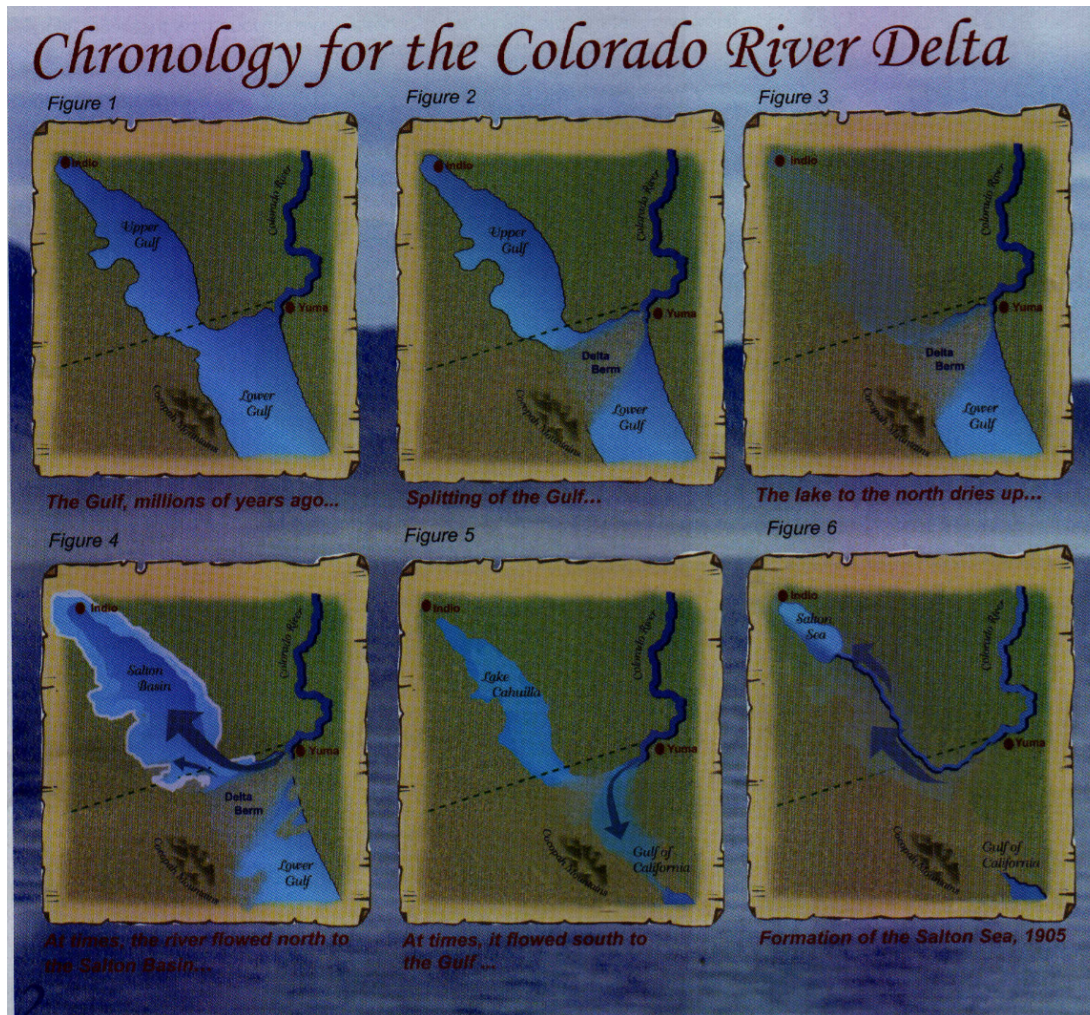 Chronology for the Colorado River Delta
Figure 1
Indio
Upper
Gulf
Colorado River
Yuma
Lower
Gulf
Cocopah Mountains
The Gulf, millions of years ago...
Figure 2
Indio
Upper
Gulf
Colorado River
Yuma
Delta
Berm
Lower
Gulf
Cocopah Mountains
Splitting of the Gulf...
Figure 3
Indio
Colorado River
Yuma
Delta
Berm
Lower
Gulf
Cocopah Mountains
The lake to the north dries up...
Figure 4
Indio
Salton
Basin
Colorado River
Yuma
Delta
Berm
Lower
Gulf
Cocopah Mountains
At times, the river flowed north to
the Salton Basin...
Figure 5
Indio
Lake
Cahuilla
Colorado River
Yuma
Gulf of
California
Cocopah Mountains
At times, it flowed south to
the Gulf...
Figure 6
Indio
Salton
Sea
Colorado River
Yuma
Gulf of
California
Cocopah Mountains
Formation of the Salton Sea, 1905
2